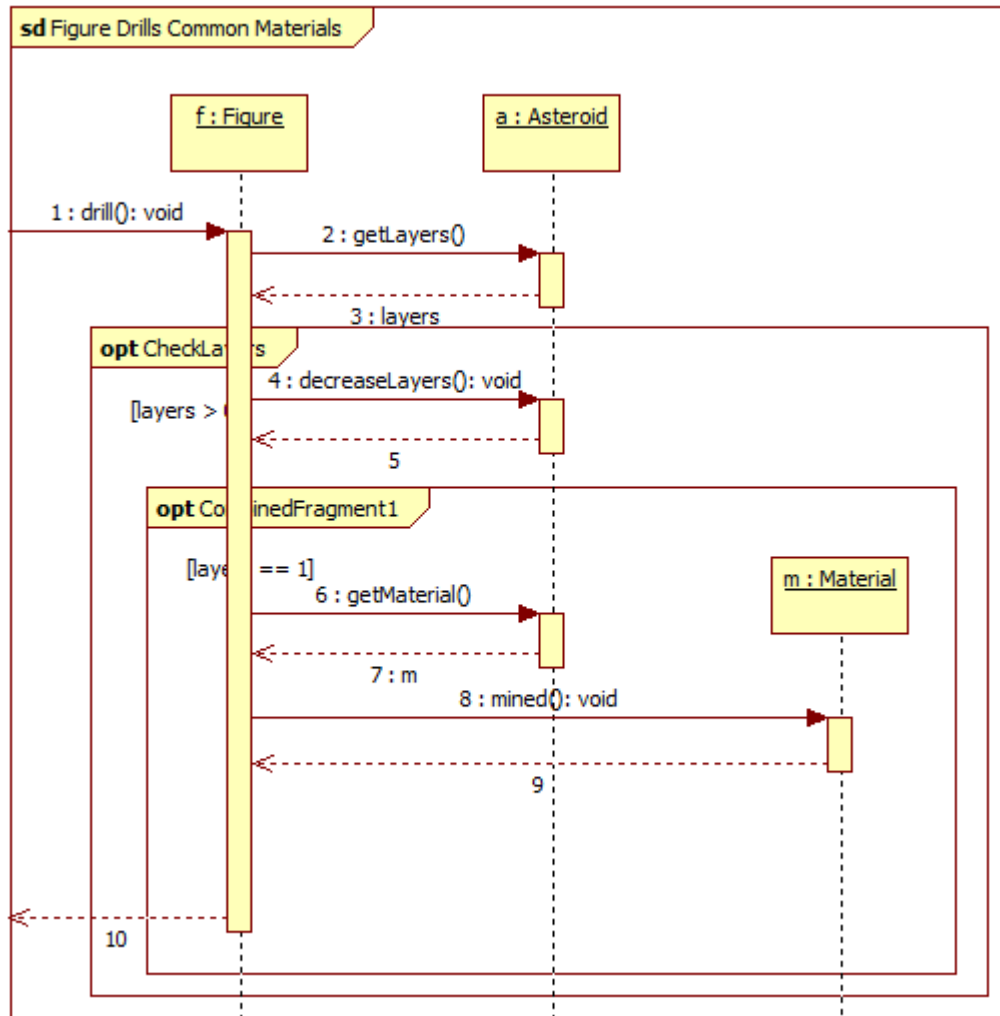 sd Figure Drills Common Materials
f : Figure
a : Asteroid
1 : drill(): void
2 : getLayers()
3 : layers
opt
4 : decreaseLayers(): void
[layers >
5
opt
== 1]
m : Material
6 : getMaterial()
7 : m
8 : mined(): void
9
10